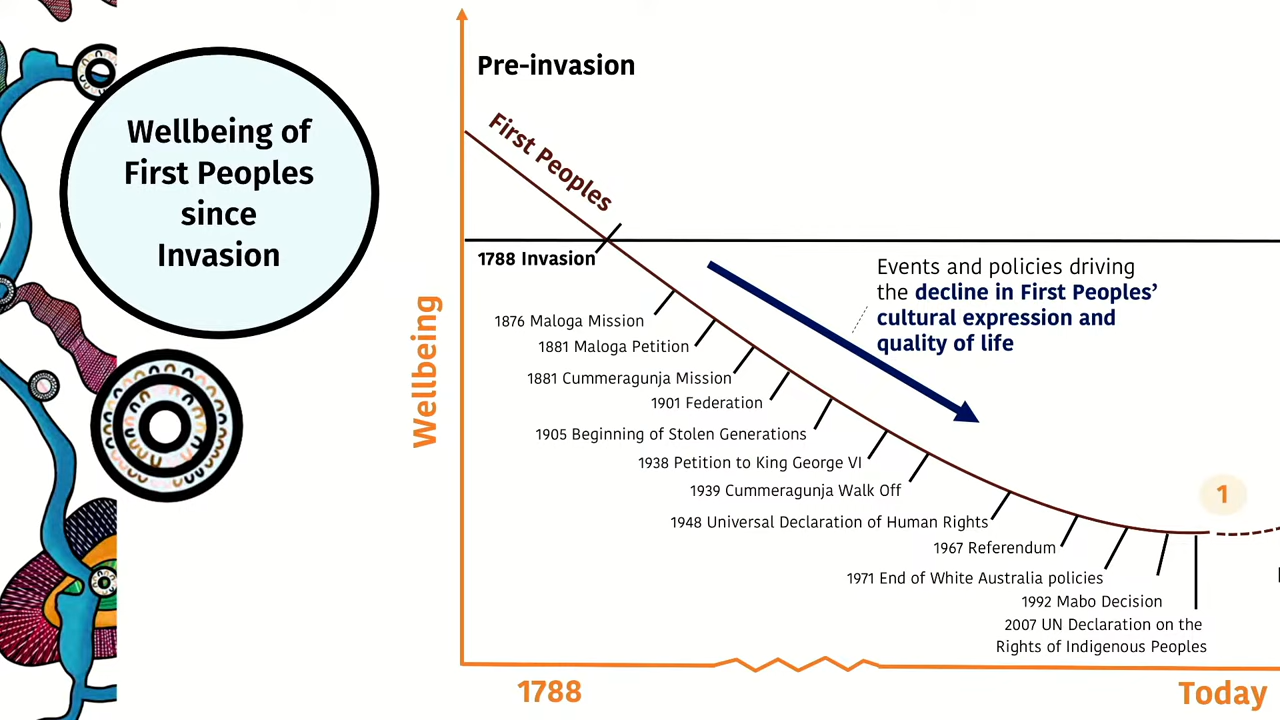 Wellbeing of
First Peoples
since
Invasion
Pre-invasion
First Peoples
1788 Invasion
Events and policies driving
the decline in First Peoples'
cultural expression and
quality of life
1876 Maloga Mission
1881 Maloga Petition
1881 Cummeragunja Mission
1901 Federation
1905 Beginning of Stolen Generations
1938 Petition to King George VI
1939 Cummeragunja Walk Off
1948 Universal Declaration of Human Rights
1967 Referendum
1971 End of White Australia policies
1992 Mabo Decision
2007 UN Declaration on the
Rights of Indigenous Peoples
1
Wellbeing
1788
Today